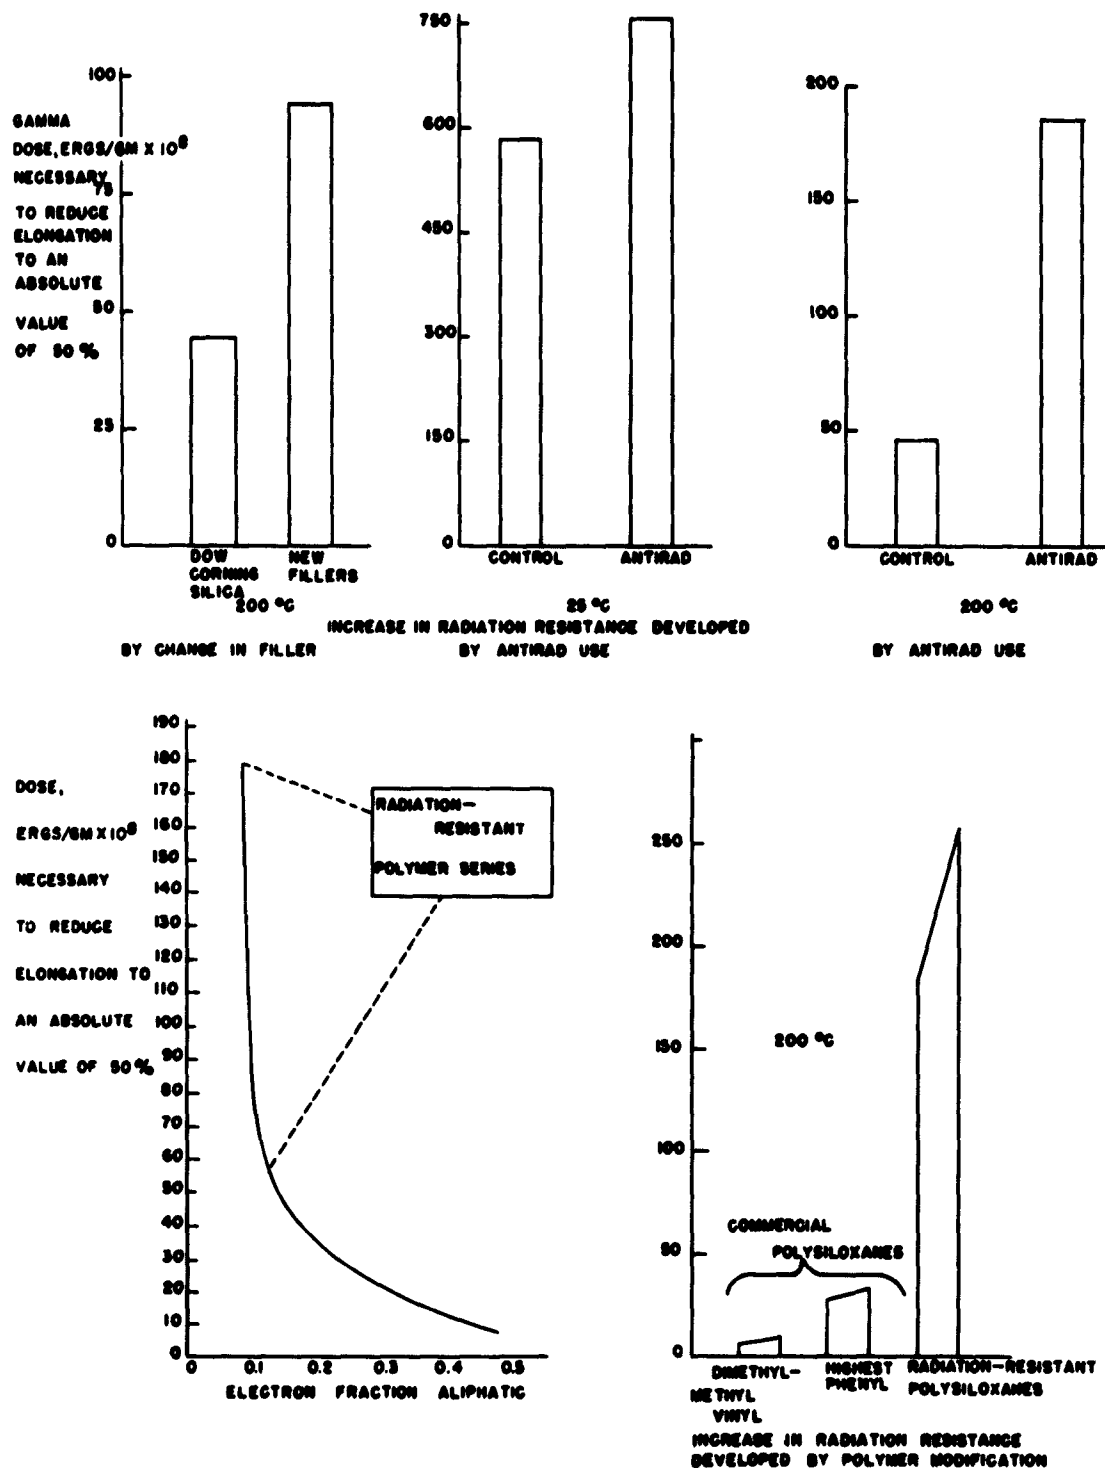 100
75
50
25
0
GAMMA
DOSE, ERGS/GM X 10⁸
NECESSARY
TO REDUCE
ELONGATION
TO AN
ABSOLUTE
VALUE
OF 50%
DOW
CORNING
SILICA
NEW
FILLERS
200 °C
BY CHANGE IN FILLER
750
600
450
300
150
0
CONTROL
ANTIRAD
25 °C
INCREASE IN RADIATION RESISTANCE DEVELOPED
BY ANTIRAD USE
200
150
100
50
0
CONTROL
ANTIRAD
200 °C
BY ANTIRAD USE
DOSE,
ERGS/GM X 10⁸
NECESSARY
TO REDUCE
ELONGATION TO
AN ABSOLUTE
VALUE OF 50%
190
180
170
160
150
140
130
120
110
100
90
80
70
60
50
40
30
20
10
0
RADIATION-
RESISTANT
POLYMER SERIES
0 0.1 0.2 0.3 0.4 0.5
ELECTRON FRACTION ALIPHATIC
250
200
150
100
50
0
200 °C
COMMERCIAL
POLYSILOXANES
DIMETHYL-
METHYL
VINYL
HIGHEST
PHENYL
RADIATION-RESISTANT
POLYSILOXANES
INCREASE IN RADIATION RESISTANCE
DEVELOPED BY POLYMER MODIFICATION